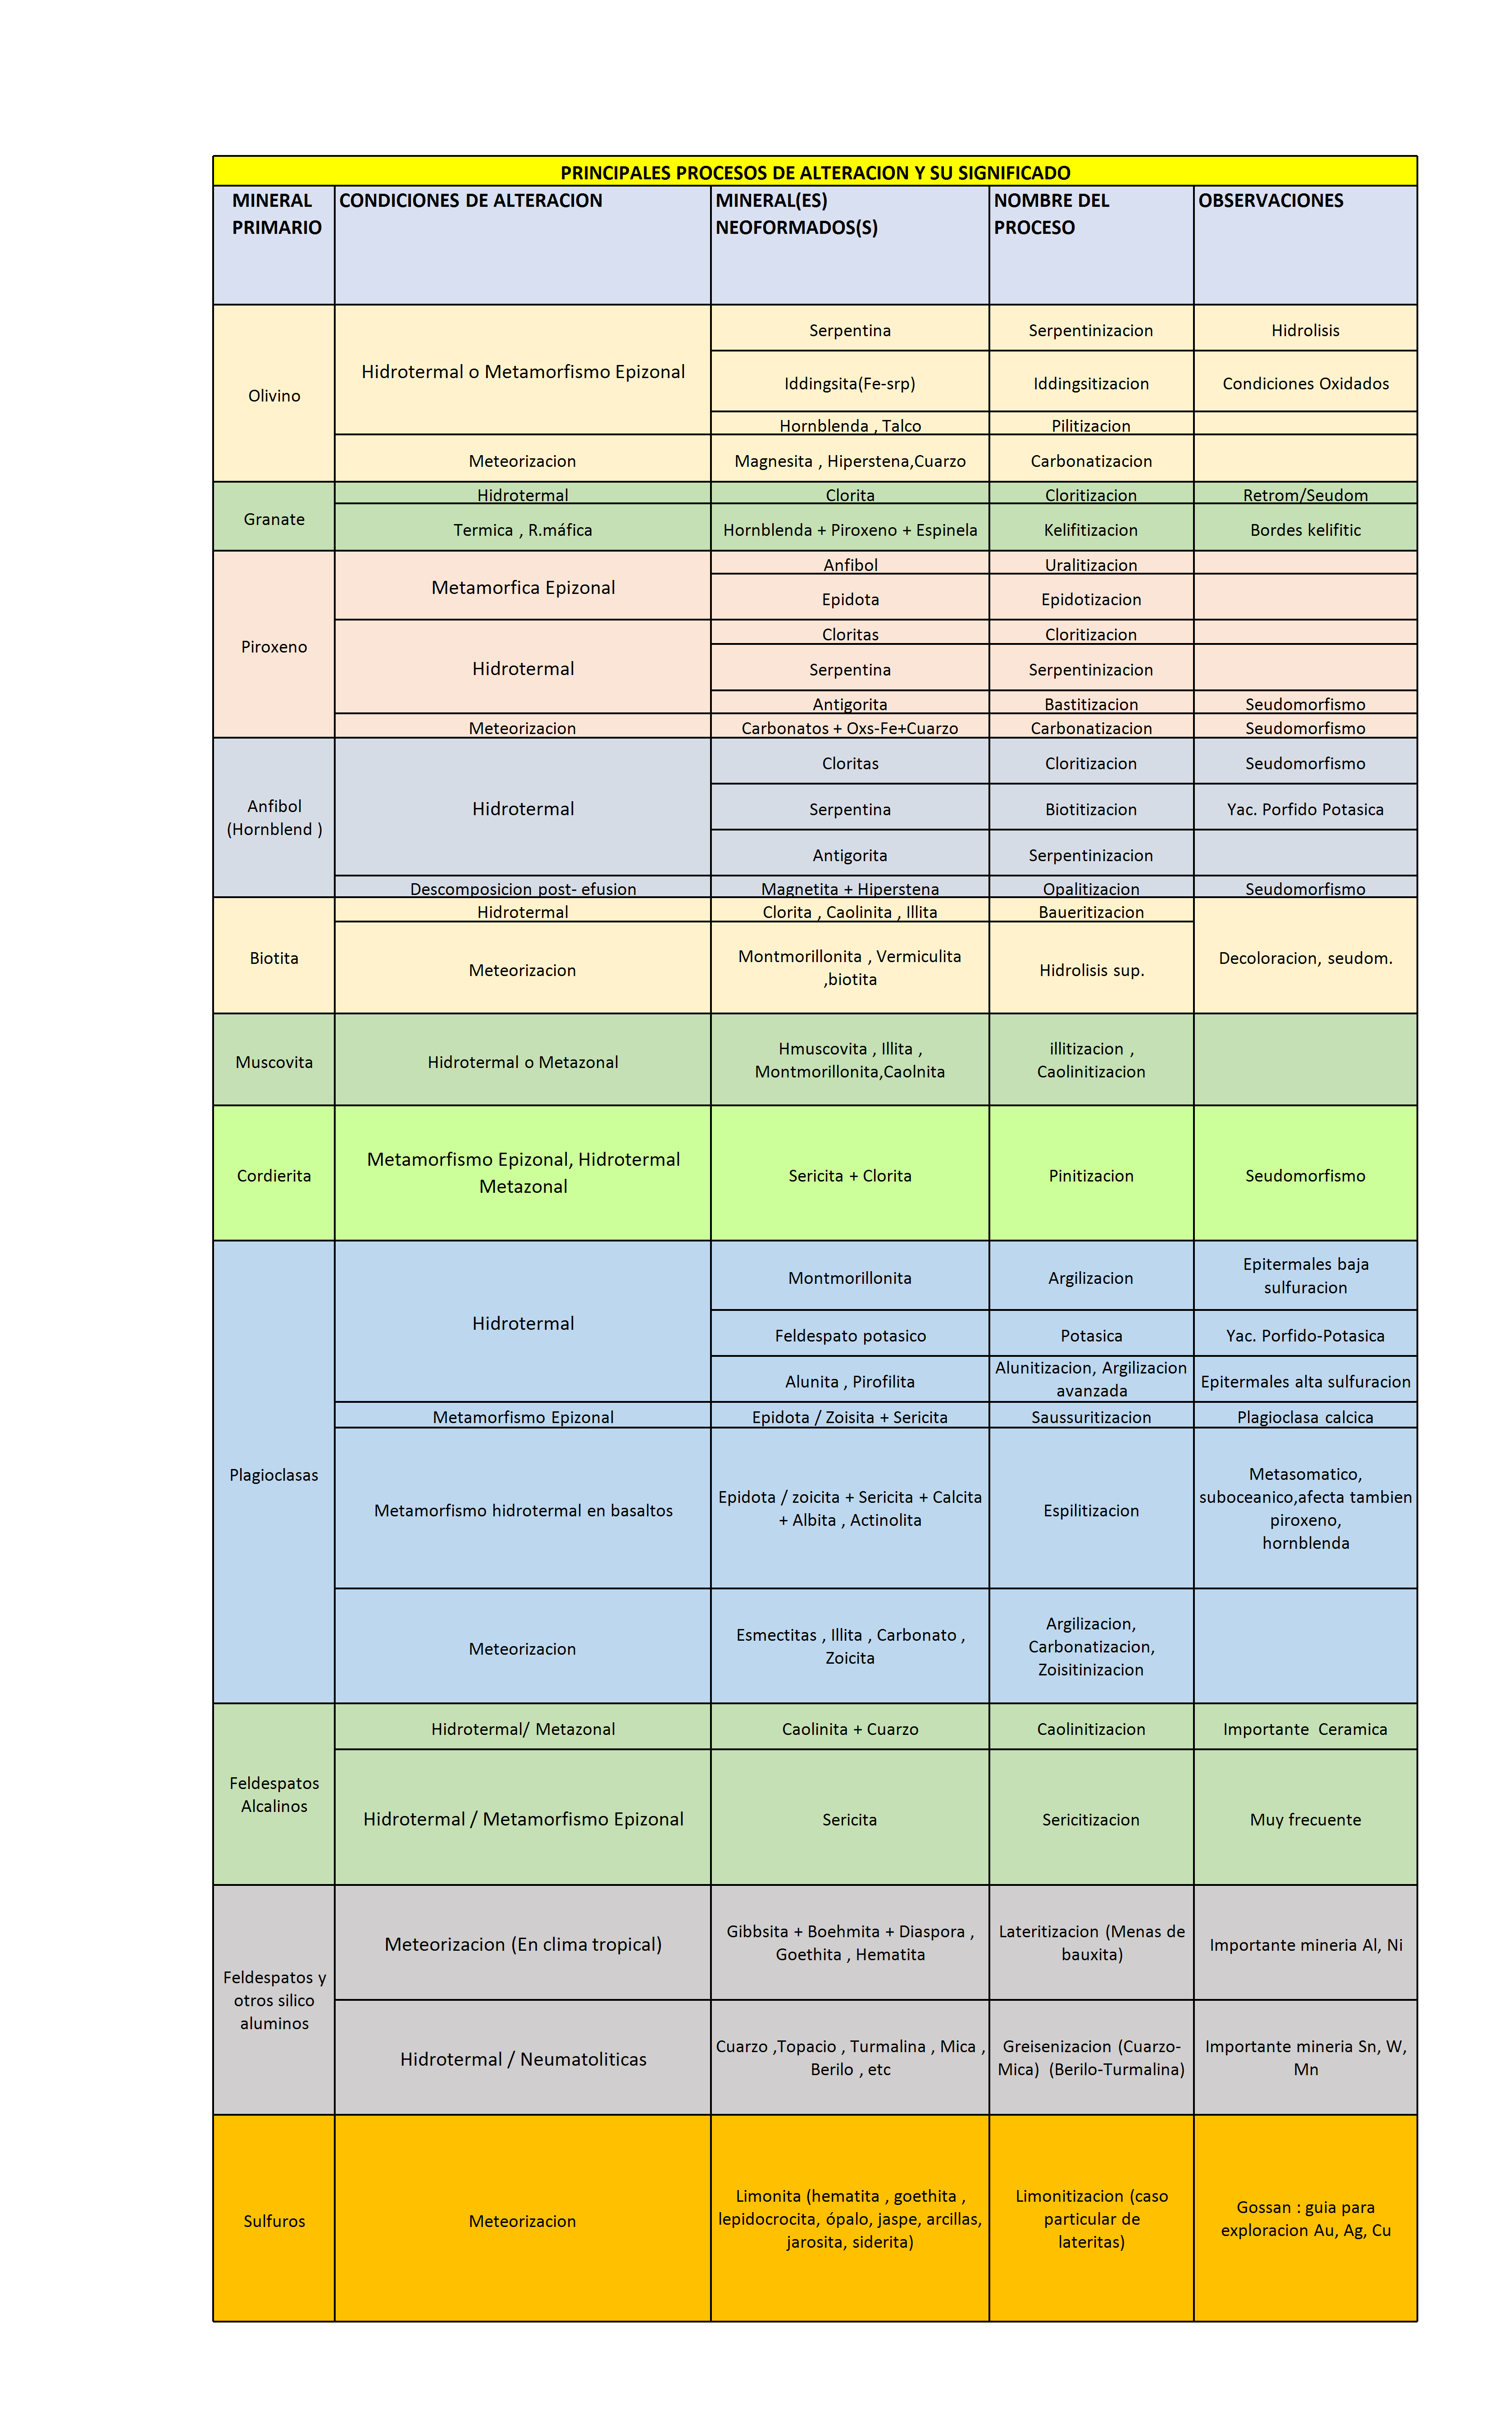 PRINCIPALES PROCESOS DE ALTERACION Y SU SIGNIFICADO
MINERAL
PRIMARIO
CONDICIONES DE ALTERACION
MINERAL(ES)
NEOFORMADOS(S)
NOMBRE DEL
PROCESO
OBSERVACIONES
Olivino
Hidrotermal o Metamorfismo Epizonal
Serpentina
Serpentinizacion
Hidrolisis
Iddingsita(Fe-srp)
Iddingsitizacion
Condiciones Oxidados
Hornblenda , Talco
Pilitizacion
Meteorizacion
Magnesita , Hiperstena,Cuarzo
Carbonatizacion
Granate
Hidrotermal
Clorita
Cloritizacion
Retrom/Seudom
Termica , R.máfica
Hornblenda + Piroxeno + Espinela
Kelifitizacion
Bordes kelifitic
Piroxeno
Metamorfica Epizonal
Anfibol
Uralitizacion
Epidota
Epidotizacion
Hidrotermal
Cloritas
Cloritizacion
Serpentina
Serpentinizacion
Antigorita
Bastitizacion
Seudomorfismo
Meteorizacion
Carbonatos + Oxs-Fe+Cuarzo
Carbonatizacion
Seudomorfismo
Anfibol
(Hornblend )
Hidrotermal
Cloritas
Cloritizacion
Seudomorfismo
Serpentina
Biotitizacion
Yac. Porfido Potasica
Antigorita
Serpentinizacion
Descomposicion post- efusion
Magnetita + Hiperstena
Opalitizacion
Seudomorfismo
Biotita
Hidrotermal
Clorita , Caolinita , Illita
Baueritizacion
Decoloracion, seudom.
Meteorizacion
Montmorillonita , Vermiculita
,biotita
Hidrolisis sup.
Muscovita
Hidrotermal o Metazonal
Hmuscovita , Illita ,
Montmorillonita,Caolnita
illitizacion ,
Caolinitizacion
Cordierita
Metamorfismo Epizonal, Hidrotermal
Metazonal
Sericita + Clorita
Pinitizacion
Seudomorfismo
Plagioclasas
Hidrotermal
Montmorillonita
Argilizacion
Epitermales baja
sulfuracion
Feldespato potasico
Potasica
Yac. Porfido-Potasica
Alunita , Pirofilita
Alunitizacion, Argilizacion
avanzada
Epitermales alta sulfuracion
Metamorfismo Epizonal
Epidota / Zoisita + Sericita
Saussuritizacion
Plagioclasa calcica
Metamorfismo hidrotermal en basaltos
Epidota / zoicita + Sericita + Calcita
+ Albita , Actinolita
Espilitizacion
Metasomatico,
suboceanico,afecta tambien
piroxeno,
hornblenda
Meteorizacion
Esmectitas , Illita , Carbonato ,
Zoicita
Argilizacion,
Carbonatizacion,
Zoisitinizacion
Feldespatos
Alcalinos
Hidrotermal/ Metazonal
Caolinita + Cuarzo
Caolinitizacion
Importante  Ceramica
Hidrotermal / Metamorfismo Epizonal
Sericita
Sericitizacion
Muy frecuente
Feldespatos y
otros silico
aluminos
Meteorizacion (En clima tropical)
Gibbsita + Boehmita + Diaspora ,
Goethita , Hematita
Lateritizacion (Menas de
bauxita)
Importante mineria Al, Ni
Hidrotermal / Neumatoliticas
Cuarzo ,Topacio , Turmalina , Mica ,
Berilo , etc
Greisenizacion (Cuarzo-
Mica)  (Berilo-Turmalina)
Importante mineria Sn, W,
Mn
Sulfuros
Meteorizacion
Limonita (hematita , goethita ,
lepidocrocita, ópalo, jaspe, arcillas,
jarosita, siderita)
Limonitizacion (caso
particular de
lateritas)
Gossan : guia para
exploracion Au, Ag, Cu